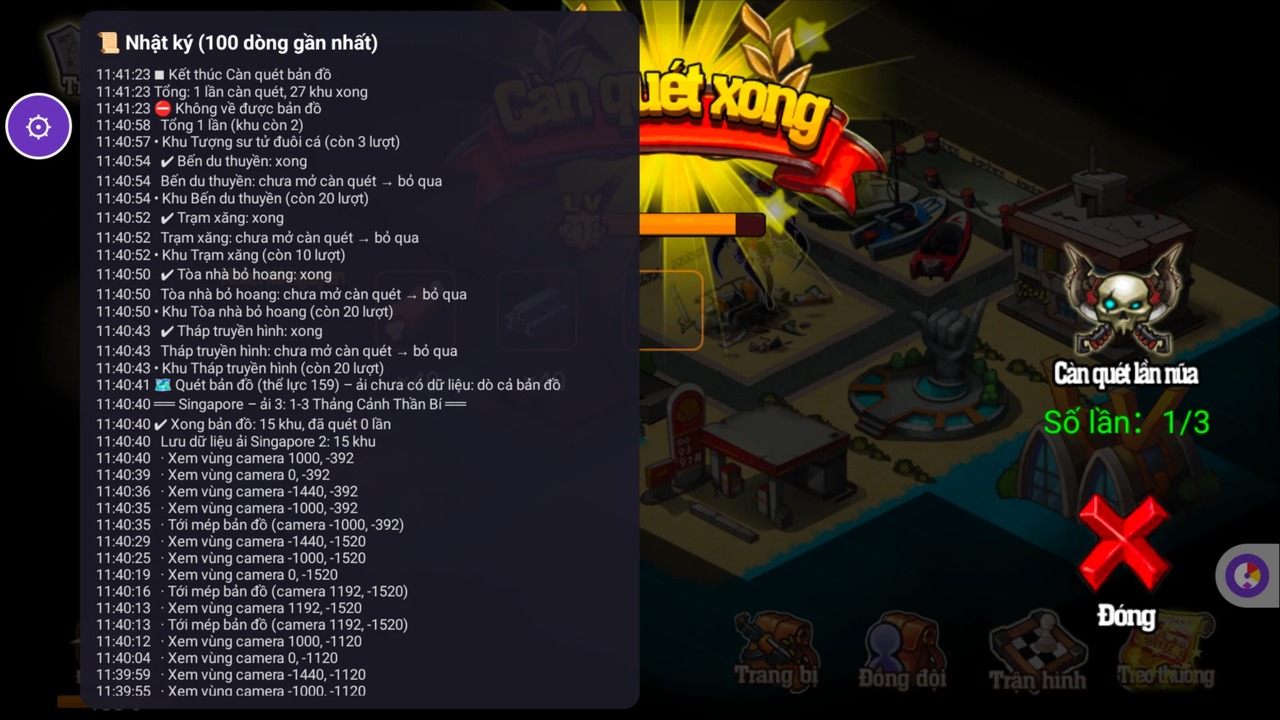 📜 Nhật ký (100 dòng gần nhất)
11:41:23 ■ Kết thúc Càn quét bản đồ
11:41:23 Tổng: 1 lần càn quét, 27 khu xong
11:41:23 ⛔ Không về được bản đồ
11:40:58 Tổng 1 lần (khu còn 2)
11:40:57 • Khu Tượng sư tử đuôi cá (còn 3 lượt)
11:40:54 ✔ Bến du thuyền: xong
11:40:54 Bến du thuyền: chưa mở càn quét → bỏ qua
11:40:54 • Khu Bến du thuyền (còn 20 lượt)
11:40:52 ✔ Trạm xăng: xong
11:40:52 Trạm xăng: chưa mở càn quét → bỏ qua
11:40:52 • Khu Trạm xăng (còn 10 lượt)
11:40:50 ✔ Tòa nhà bỏ hoang: xong
11:40:50 Tòa nhà bỏ hoang: chưa mở càn quét → bỏ qua
11:40:50 • Khu Tòa nhà bỏ hoang (còn 20 lượt)
11:40:43 ✔ Tháp truyền hình: xong
11:40:43 Tháp truyền hình: chưa mở càn quét → bỏ qua
11:40:43 • Khu Tháp truyền hình (còn 20 lượt)
11:40:41 🗺️ Quét bản đồ (thể lực 159) – ải chưa có dữ liệu: dò cả bản đồ
11:40:40 ══ Singapore – ải 3: 1-3 Thảng Cảnh Thần Bí ══
11:40:40 ✔ Xong bản đồ: 15 khu, đã quét 0 lần
11:40:40 Lưu dữ liệu ải Singapore 2: 15 khu
11:40:40 · Xem vùng camera 1000, -392
11:40:39 · Xem vùng camera 0, -392
11:40:36 · Xem vùng camera -1440, -392
11:40:35 · Xem vùng camera -1000, -392
11:40:35 · Tới mép bản đồ (camera -1000, -392)
11:40:29 · Xem vùng camera -1440, -1520
11:40:25 · Xem vùng camera -1000, -1520
11:40:19 · Xem vùng camera 0, -1520
11:40:16 · Tới mép bản đồ (camera 1192, -1520)
11:40:13 · Xem vùng camera 1192, -1520
11:40:13 · Tới mép bản đồ (camera 1192, -1520)
11:40:12 · Xem vùng camera 1000, -1120
11:40:04 · Xem vùng camera 0, -1120
11:39:59 · Xem vùng camera -1440, -1120
11:39:55 · Xem vùng camera -1000, -1120
Càn quét xong
LV
218
Càn quét lần nữa
Số lần: 1/3
Đóng
Trang bị
Đồng đội
Trận hình
Treo thưởng